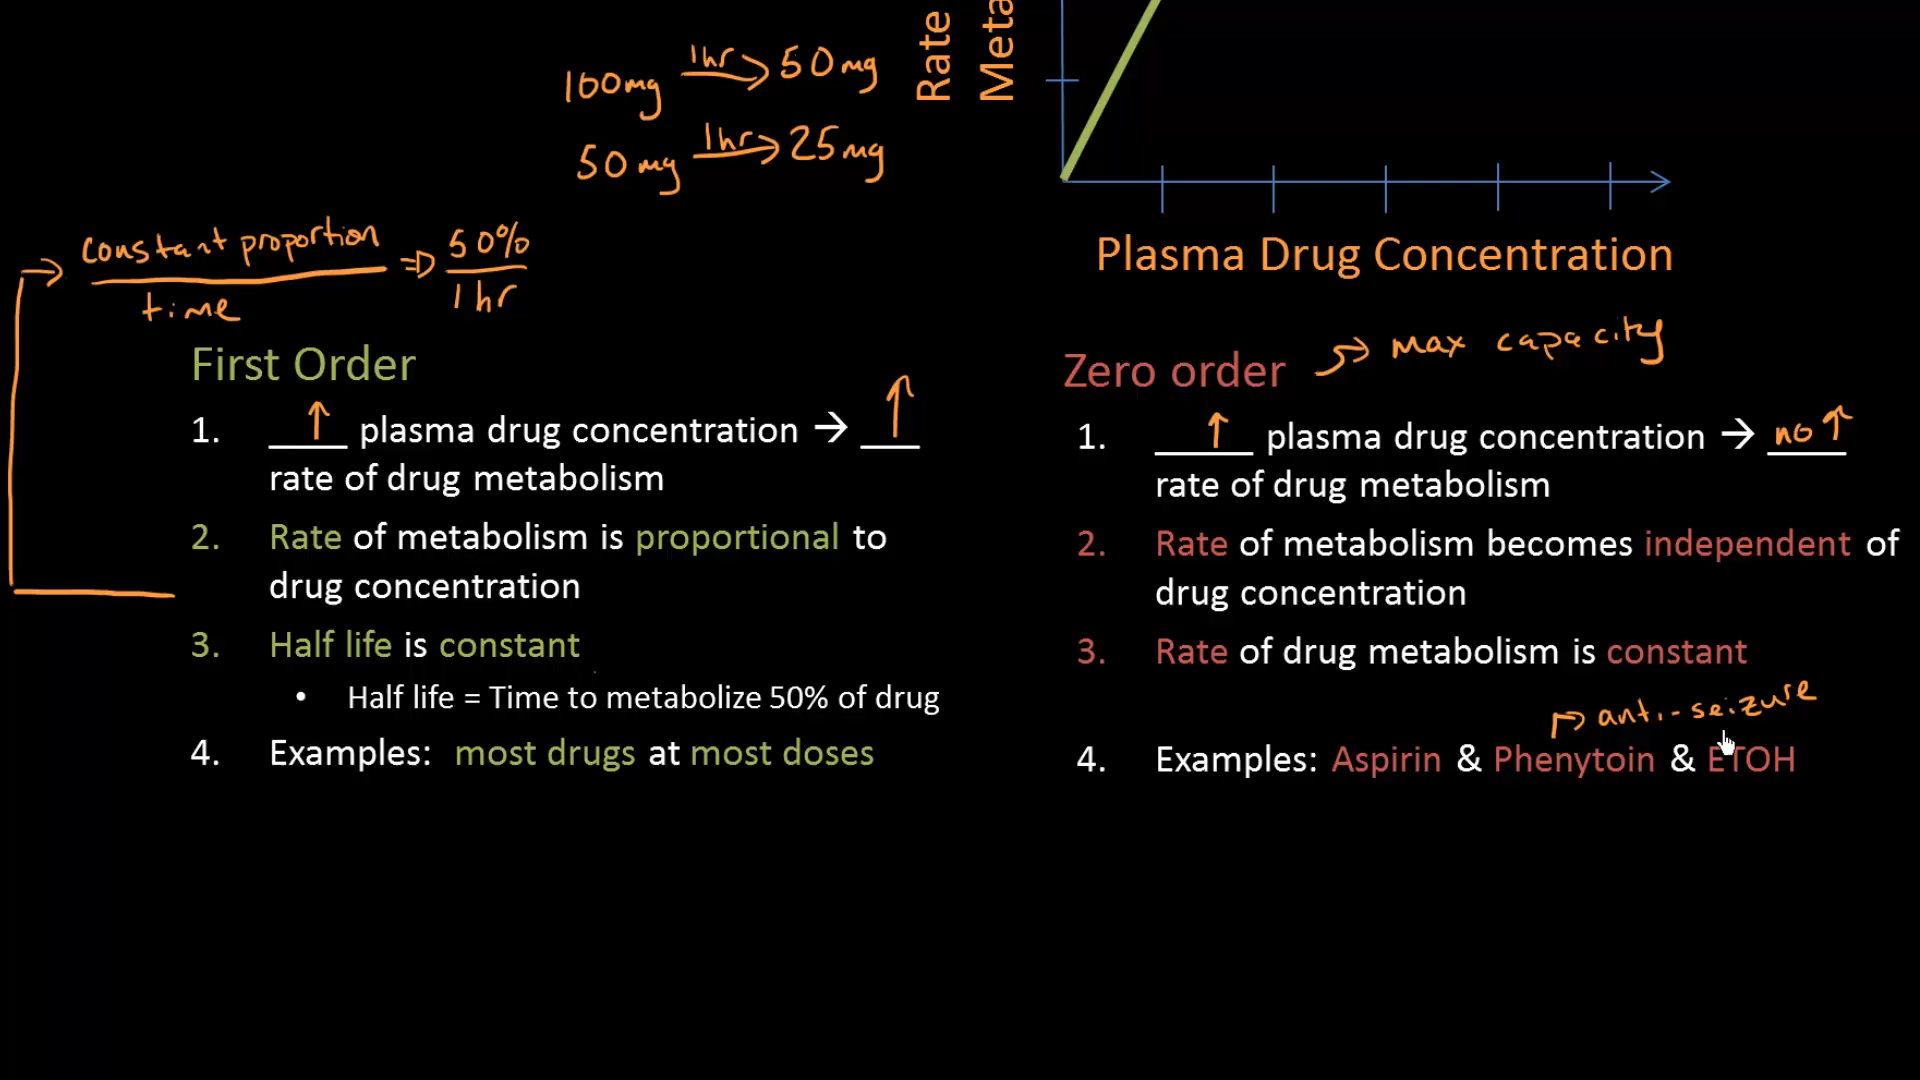 100mg 1hr → 50mg
50mg 1hr → 25mg
Rate
Meta
Plasma Drug Concentration
→ constant proportion ⇒ 50%
time 1hr
First Order
1. ↑ plasma drug concentration → ↑
rate of drug metabolism
2. Rate of metabolism is proportional to
drug concentration
3. Half life is constant
• Half life = Time to metabolize 50% of drug
4. Examples: most drugs at most doses
Zero order → max capacity
1. ↑ plasma drug concentration → no ↑
rate of drug metabolism
2. Rate of metabolism becomes independent of
drug concentration
3. Rate of drug metabolism is constant
→ anti-seizure
4. Examples: Aspirin & Phenytoin & ETOH